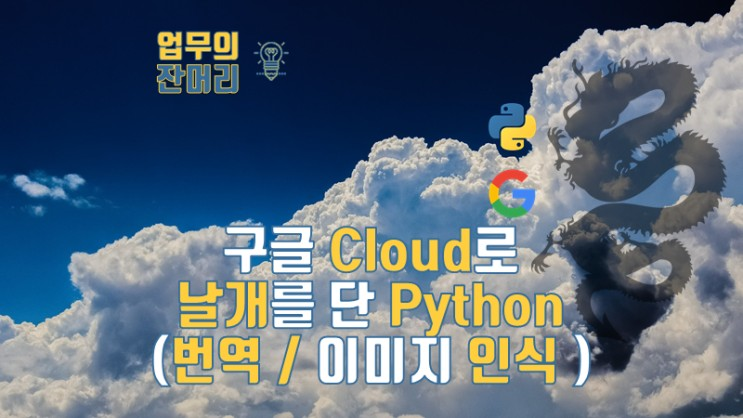 업무의
잔머리
구글 Cloud로
날개를 단 Python
(번역 / 이미지 인식 )